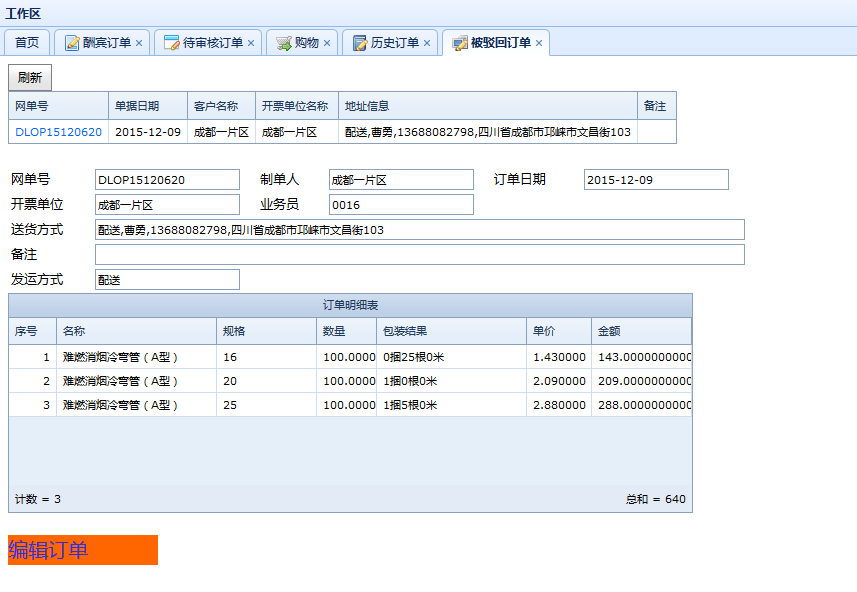 工作区
首页 酬宾订单 × 待审核订单 × 购物 × 历史订单 × 被驳回订单 ×
刷新
网单号 单据日期 客户名称 开票单位名称 地址信息 备注
DLOP15120620 2015-12-09 成都一片区 成都一片区 配送,曹勇,13688082798,四川省成都市邛崃市文昌街103
网单号 DLOP15120620 制单人 成都一片区 订单日期 2015-12-09
开票单位 成都一片区 业务员 0016
送货方式 配送,曹勇,13688082798,四川省成都市邛崃市文昌街103
备注
发运方式 配送
订单明细表
序号 名称 规格 数量 包装结果 单价 金额
1 难燃消烟冷弯管（A型） 16 100.0000 0捆25根0米 1.430000 143.0000000000
2 难燃消烟冷弯管（A型） 20 100.0000 1捆0根0米 2.090000 209.0000000000
3 难燃消烟冷弯管（A型） 25 100.0000 1捆5根0米 2.880000 288.0000000000
计数 = 3 总和 = 640
编辑订单